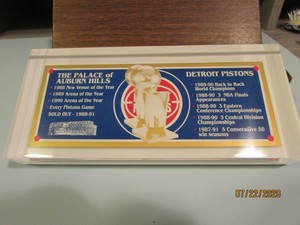 THE PALACE of
AUBURN HILLS
• 1988 New Venue of the Year
• 1989 Arena of the Year
• 1990 Arena of the Year
• Every Pistons Game
SOLD OUT - 1988-91
DETROIT PISTONS
• 1989-90 Back to Back
World Champions
• 1988-90 3 NBA Finals
Appearances
• 1988-90 3 Eastern
Conference Championships
• 1988-90 3 Central Division
Championships
• 1987-91 5 Consecutive 50
win seasons